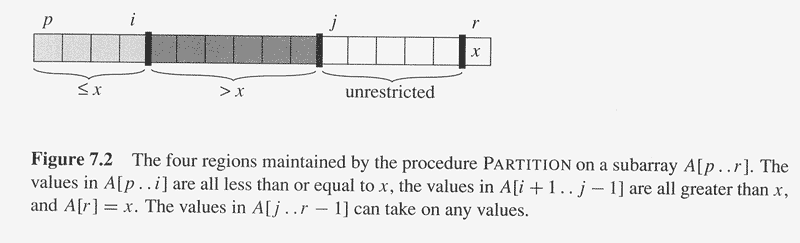 p i j r
x
≤ x > x unrestricted
Figure 7.2 The four regions maintained by the procedure PARTITION on a subarray A[p . . r]. The
values in A[p . . i] are all less than or equal to x, the values in A[i + 1 . . j − 1] are all greater than x,
and A[r] = x. The values in A[j . . r − 1] can take on any values.